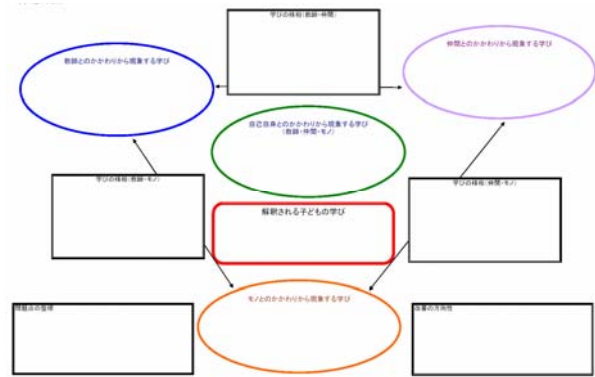 学びの様相(教師・仲間)
教師とのかかわりから現象する学び
仲間とのかかわりから現象する学び
自己自身とのかかわりから現象する学び
(教師・仲間・モノ)
学びの様相(教師・モノ)
学びの様相(仲間・モノ)
解釈される子どもの学び
モノとのかかわりから現象する学び
問題点の整理
改善の方向性